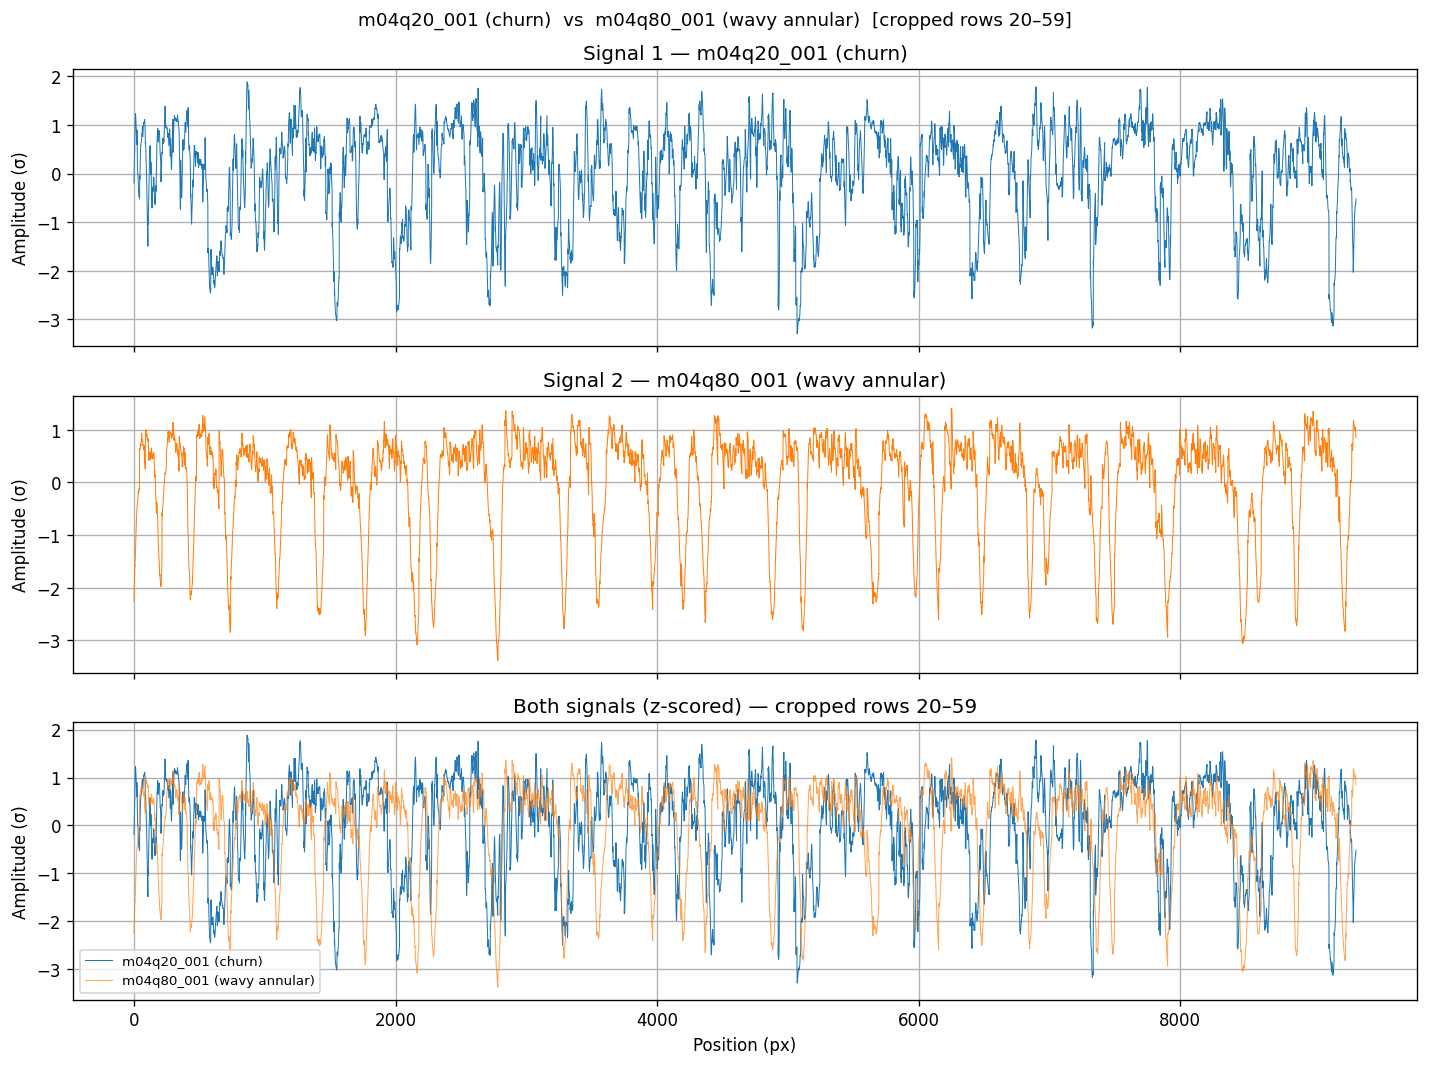 m04q20_001 (churn)  vs  m04q80_001 (wavy annular)  [cropped rows 20–59]
Signal 1 — m04q20_001 (churn)
2
1
0
−1
−2
−3
Amplitude (σ)
Signal 2 — m04q80_001 (wavy annular)
1
0
−1
−2
−3
Amplitude (σ)
Both signals (z-scored) — cropped rows 20–59
2
1
0
−1
−2
−3
Amplitude (σ)
m04q20_001 (churn)
m04q80_001 (wavy annular)
0 2000 4000 6000 8000
Position (px)